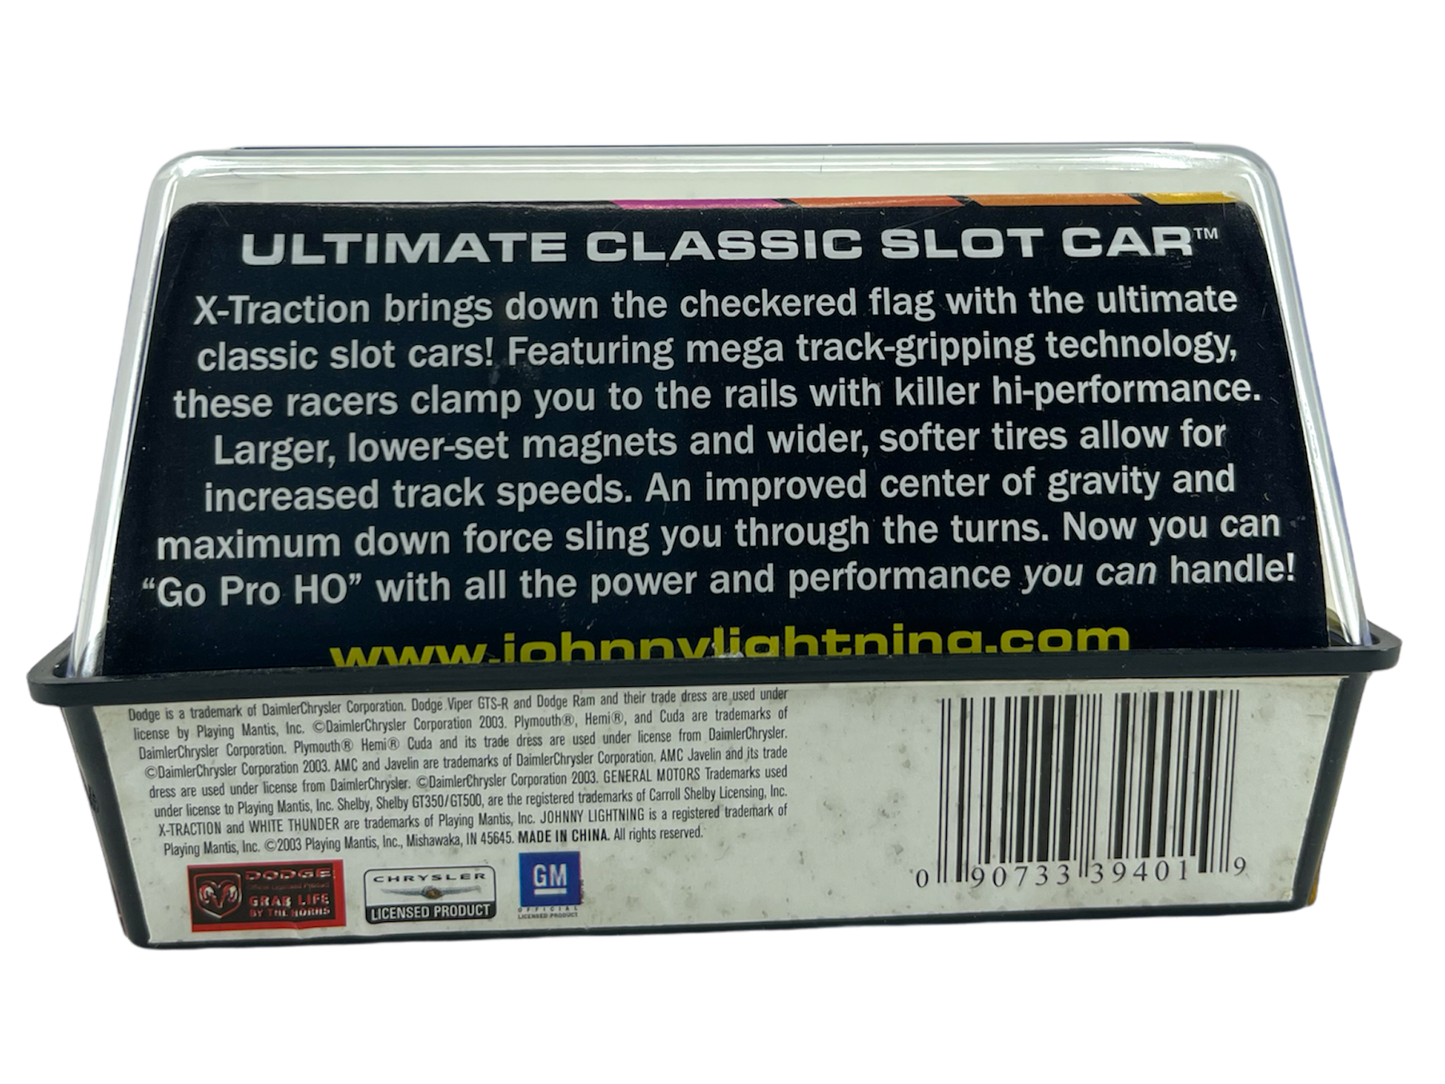 ULTIMATE CLASSIC SLOT CAR™
X-Traction brings down the checkered flag with the ultimate
classic slot cars! Featuring mega track-gripping technology,
these racers clamp you to the rails with killer hi-performance.
Larger, lower-set magnets and wider, softer tires allow for
increased track speeds. An improved center of gravity and
maximum down force sling you through the turns. Now you can
“Go Pro HO” with all the power and performance you can handle!
www.johnnylightning.com
Dodge is a trademark of DaimlerChrysler Corporation. Dodge Viper GTS-R and Dodge Ram and their trade dress are used under
license by Playing Mantis, Inc. ©DaimlerChrysler Corporation 2003. Plymouth®, Hemi®, and Cuda are trademarks of
DaimlerChrysler Corporation. Plymouth® Hemi® Cuda and its trade dress are used under license from DaimlerChrysler.
©DaimlerChrysler Corporation 2003. AMC and Javelin are trademarks of DaimlerChrysler Corporation. AMC Javelin and its trade
dress are used under license from DaimlerChrysler. ©DaimlerChrysler Corporation 2003. GENERAL MOTORS Trademarks used
under license to Playing Mantis, Inc. Shelby, Shelby GT350/GT500, are the registered trademarks of Carroll Shelby Licensing, Inc.
X-TRACTION and WHITE THUNDER are trademarks of Playing Mantis, Inc. JOHNNY LIGHTNING is a registered trademark of
Playing Mantis, Inc. ©2003 Playing Mantis, Inc., Mishawaka, IN 45645. MADE IN CHINA. All rights reserved.
DODGE
Official Licensed Product
GRAB LIFE
BY THE HORNS
CHRYSLER
LICENSED PRODUCT
GM
OFFICIAL
LICENSED PRODUCT
0 90733 39401 9